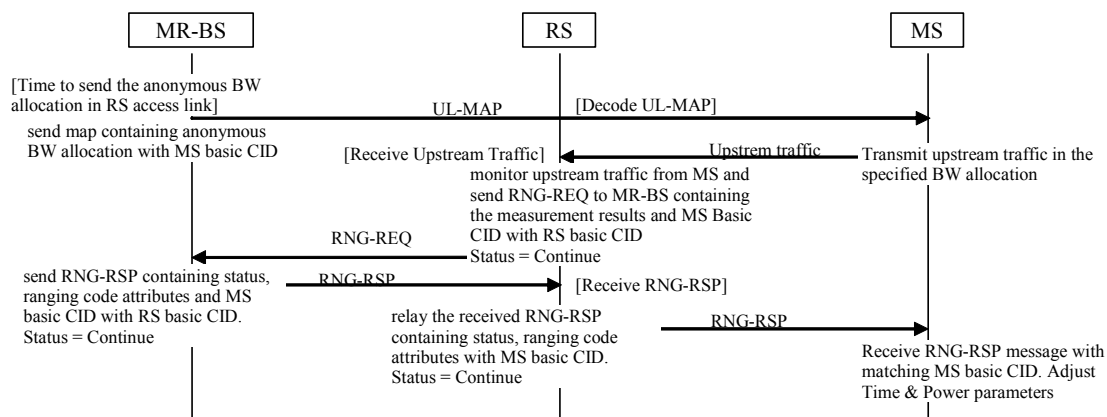 MR-BS
RS
MS
[Time to send the anonymous BW
allocation in RS access link]
UL-MAP
[Decode UL-MAP]
send map containing anonymous
BW allocation with MS basic CID
[Receive Upstream Traffic]
Upstrem traffic
Transmit upstream traffic in the
specified BW allocation
monitor upstream traffic from MS and
send RNG-REQ to MR-BS containing
the measurement results and MS Basic
CID with RS basic CID
Status = Continue
RNG-REQ
send RNG-RSP containing status,
ranging code attributes and MS
basic CID with RS basic CID.
Status = Continue
RNG-RSP
[Receive RNG-RSP]
relay the received RNG-RSP
containing status, ranging code
attributes with MS basic CID.
Status = Continue
RNG-RSP
Receive RNG-RSP message with
matching MS basic CID. Adjust
Time & Power parameters